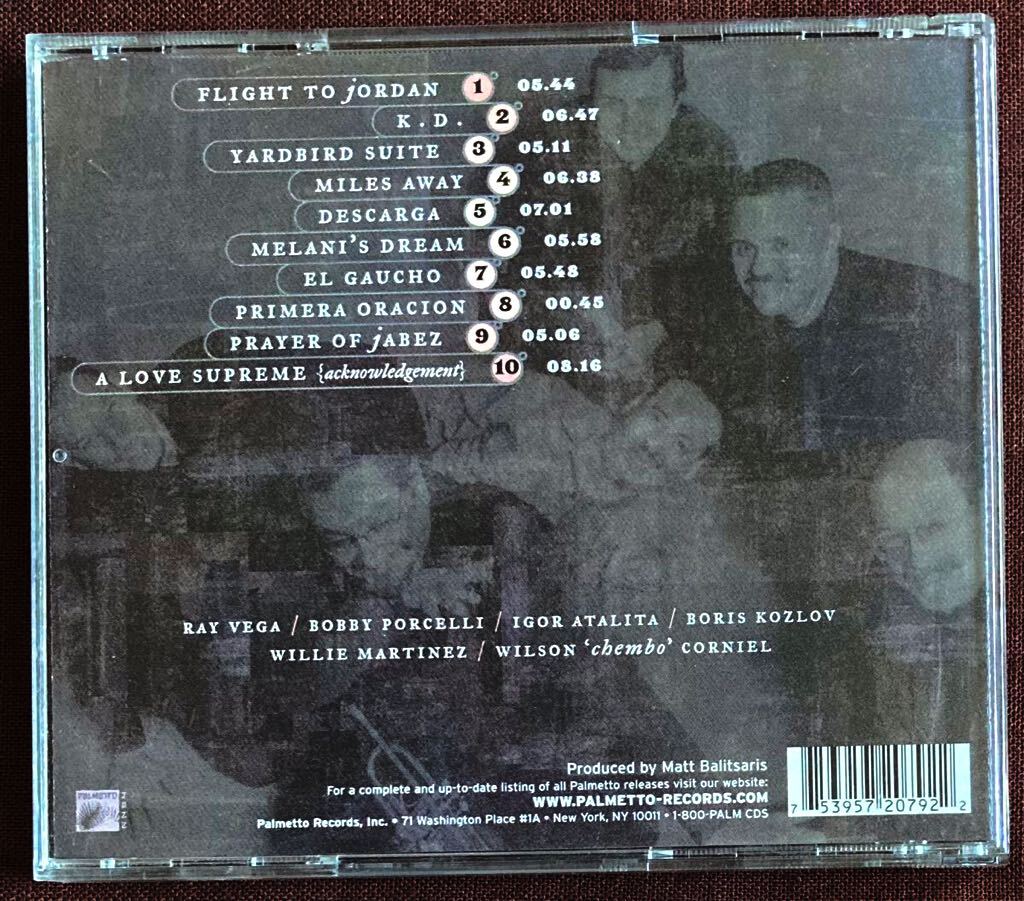 FLIGHT TO jORDAN 1 05.44
K.D. 2 06.47
YARDBIRD SUITE 3 05.11
MILES AWAY 4 06.38
DESCARGA 5 07.01
MELANI'S DREAM 6 05.58
EL GAUCHO 7 05.48
PRIMERA ORACION 8 00.45
PRAYER OF jABEZ 9 05.06
A LOVE SUPREME {acknowledgement} 10 08.16
RAY VEGA / BOBBY PORCELLI / IGOR ATALITA / BORIS KOZLOV
WILLIE MARTINEZ / WILSON 'chembo' CORNIEL
Produced by Matt Balitsaris
For a complete and up-to-date listing of all Palmetto releases visit our website:
WWW.PALMETTO-RECORDS.COM
Palmetto Records, Inc. • 71 Washington Place #1A • New York, NY 10011 • 1-800-PALM CDS
7 53957 20792 2
PALMETTO